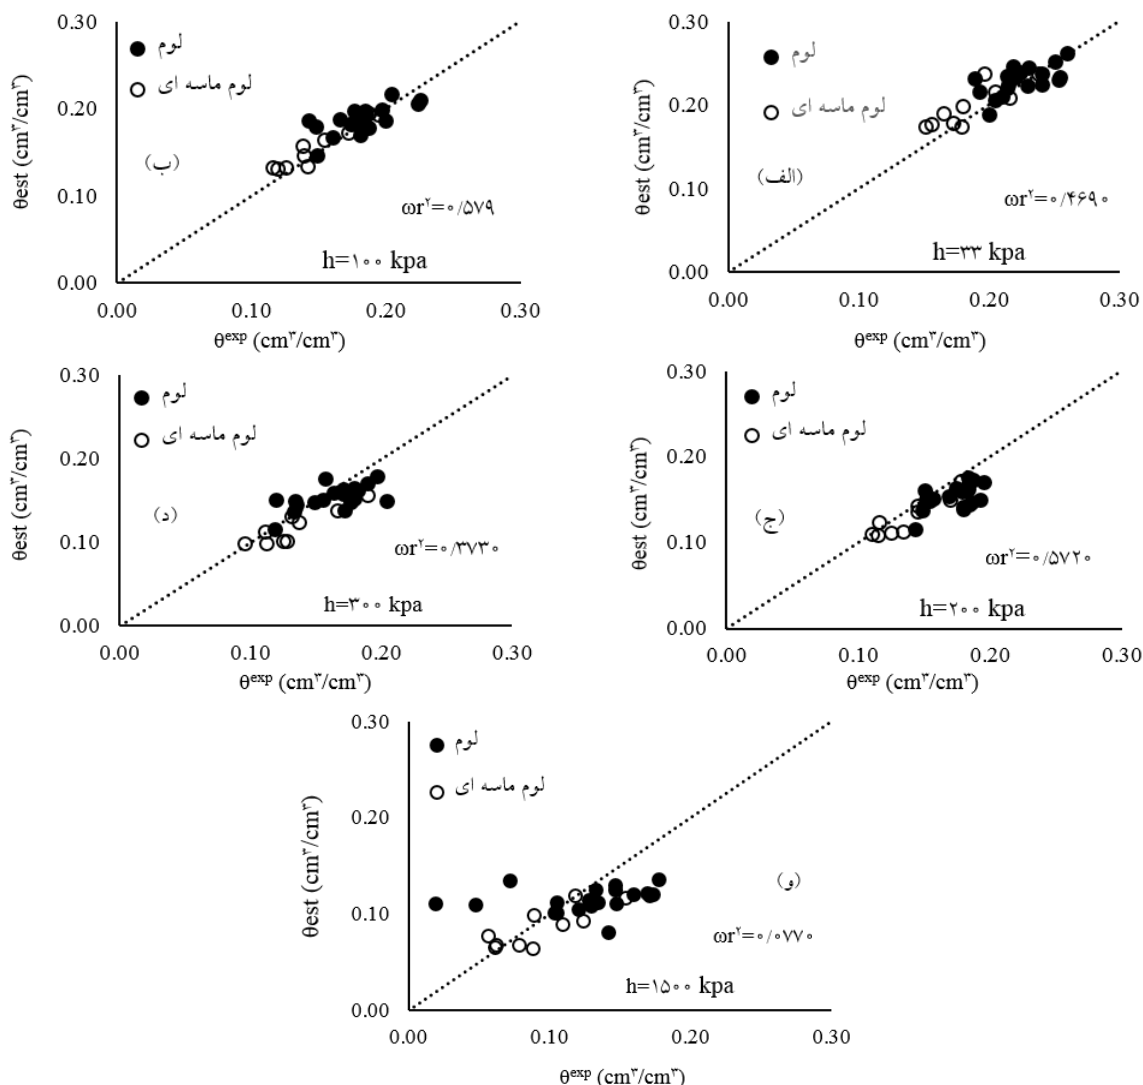 0.30
لوم
لوم ماسه ای
0.20
θest (cm۳/cm۳)
(الف)
0.10
ωr۲=۰/۴۶۹۰
h=۳۳ kpa
0.00
0.00 0.10 0.20 0.30
θexp (cm۳/cm۳)
0.30
لوم
لوم ماسه ای
0.20
θest (cm۳/cm۳)
(ب)
0.10
ωr۲=۰/۵۷۹
h=۱۰۰ kpa
0.00
0.00 0.10 0.20 0.30
θexp (cm۳/cm۳)
0.30
لوم
لوم ماسه ای
0.20
θest (cm۳/cm۳)
(ج)
0.10
ωr۲=۰/۵۷۲۰
h=۲۰۰ kpa
0.00
0.00 0.10 0.20 0.30
θexp (cm۳/cm۳)
0.30
لوم
لوم ماسه ای
0.20
θest (cm۳/cm۳)
(د)
0.10
ωr۲=۰/۳۷۳۰
h=۳۰۰ kpa
0.00
0.00 0.10 0.20 0.30
θexp (cm۳/cm۳)
0.30
لوم
لوم ماسه ای
0.20
θest (cm۳/cm۳)
(و)
0.10
ωr۲=۰/۰۷۷۰
h=۱۵۰۰ kpa
0.00
0.00 0.10 0.20 0.30
θexp (cm۳/cm۳)